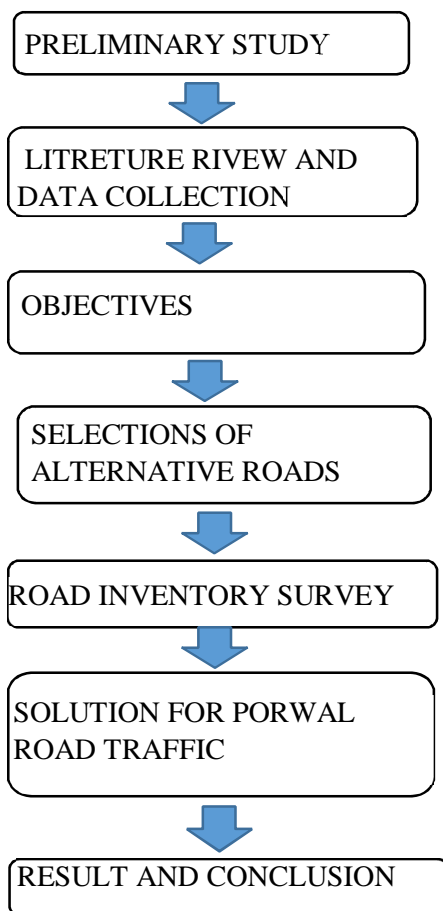 PRELIMINARY STUDY
LITRETURE RIVEW AND
DATA COLLECTION
OBJECTIVES
SELECTIONS OF
ALTERNATIVE ROADS
ROAD INVENTORY SURVEY
SOLUTION FOR PORWAL
ROAD TRAFFIC
RESULT AND CONCLUSION